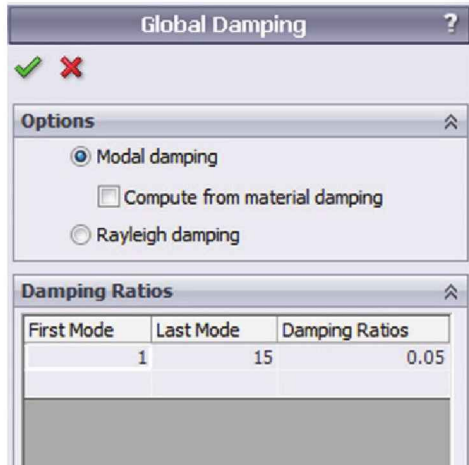 Global Damping ?
Options
Modal damping
Compute from material damping
Rayleigh damping
Damping Ratios
First Mode Last Mode Damping Ratios
1 15 0.05